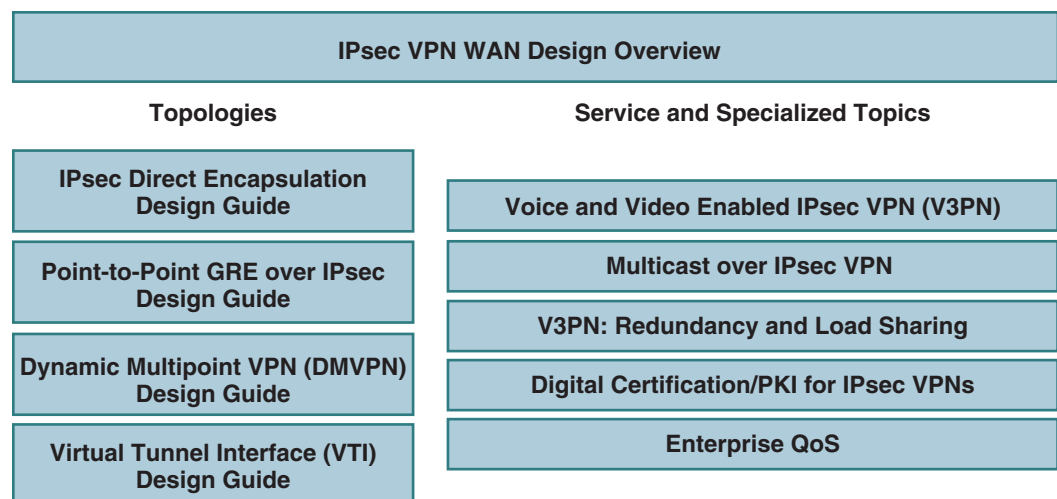 IPsec VPN WAN Design Overview
Topologies
IPsec Direct Encapsulation
Design Guide
Point-to-Point GRE over IPsec
Design Guide
Dynamic Multipoint VPN (DMVPN)
Design Guide
Virtual Tunnel Interface (VTI)
Design Guide
Service and Specialized Topics
Voice and Video Enabled IPsec VPN (V3PN)
Multicast over IPsec VPN
V3PN: Redundancy and Load Sharing
Digital Certification/PKI for IPsec VPNs
Enterprise QoS